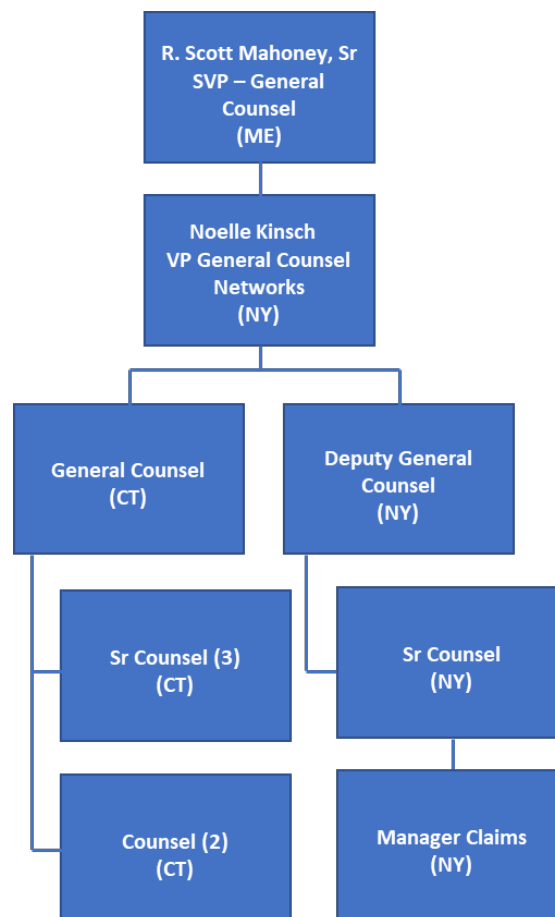 R. Scott Mahoney, Sr
SVP – General
Counsel
(ME)
Noelle Kinsch
VP General Counsel
Networks
(NY)
General Counsel
(CT)
Deputy General
Counsel
(NY)
Sr Counsel (3)
(CT)
Sr Counsel
(NY)
Counsel (2)
(CT)
Manager Claims
(NY)